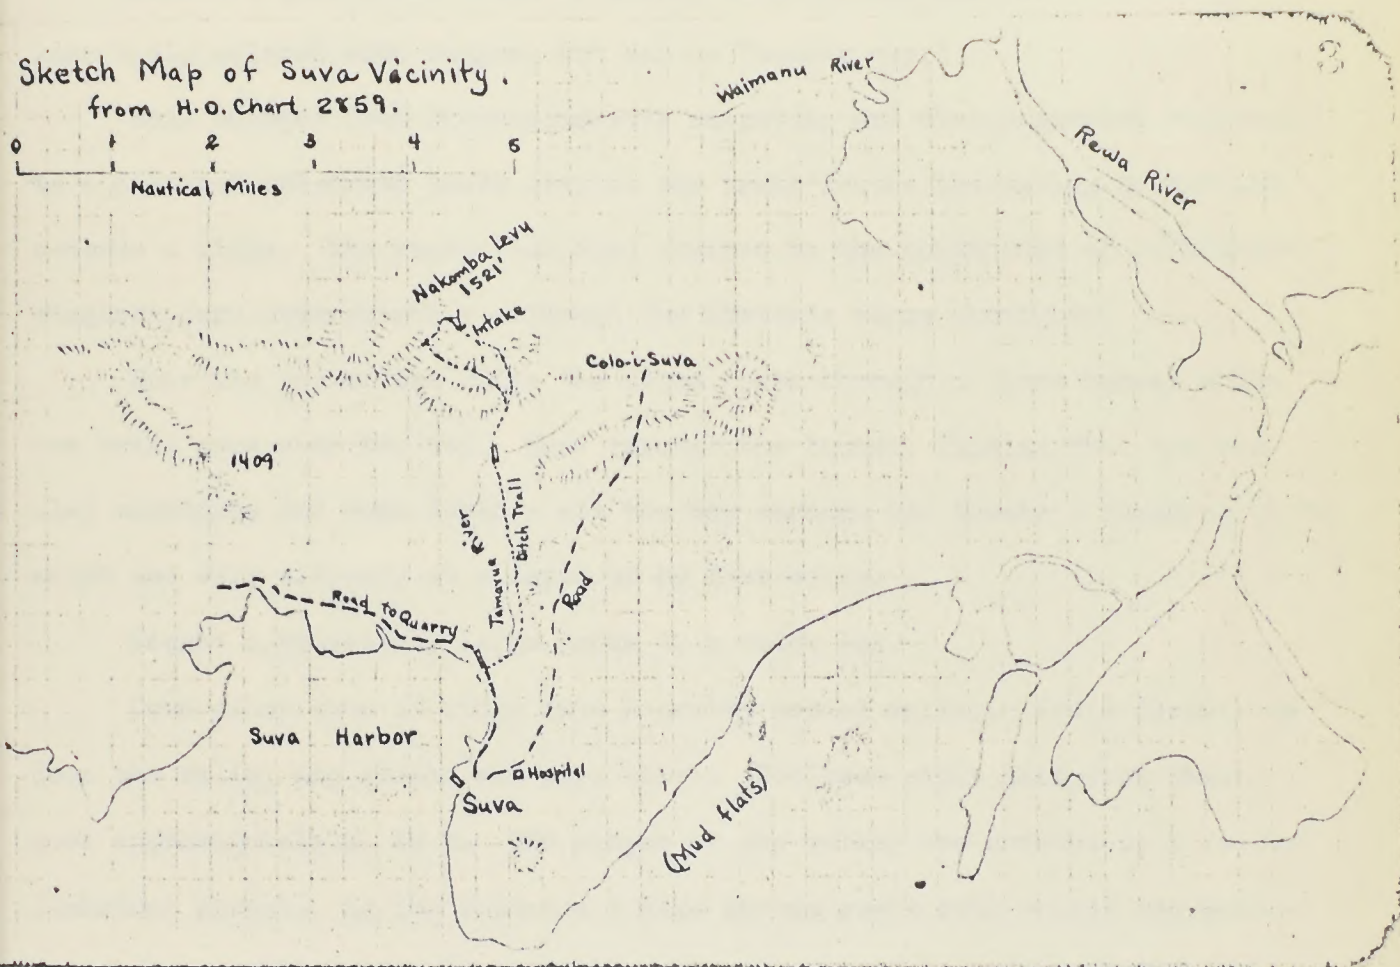 Sketch Map of Suva Vicinity.
from H.O. Chart 2859.
0 1 2 3 4 5
Nautical Miles
Waimanu River
Rewa River
Nakomba Levu
1521'
Intake
Colo-i-Suva
1409'
Tamavue River
Ditch Trail
Road
Road to Quarry
Suva Harbor
Hospital
Suva
(Mud flats)